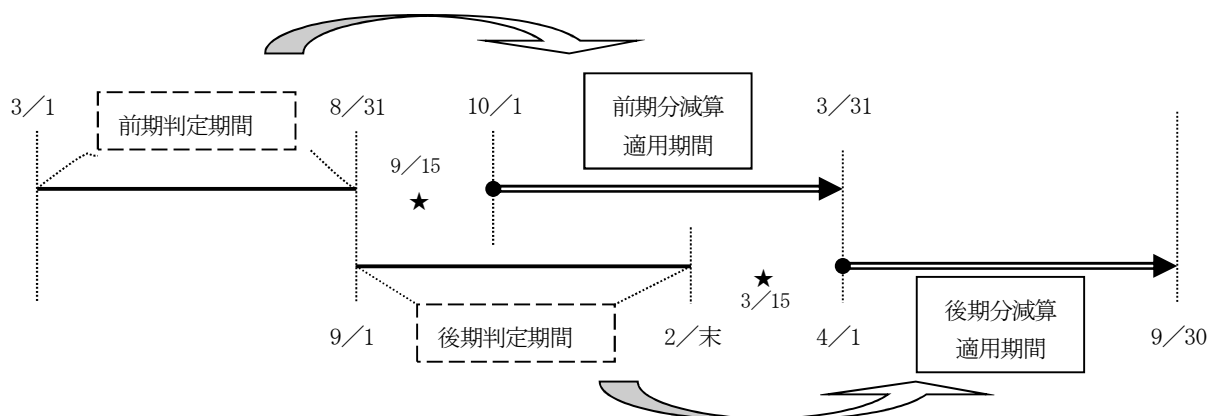 3／1
前期判定期間
8／31
10／1
前期分減算
適用期間
3／31
9／15
★
★
3／15
9／1
後期判定期間
2／末
4／1
後期分減算
適用期間
9／30